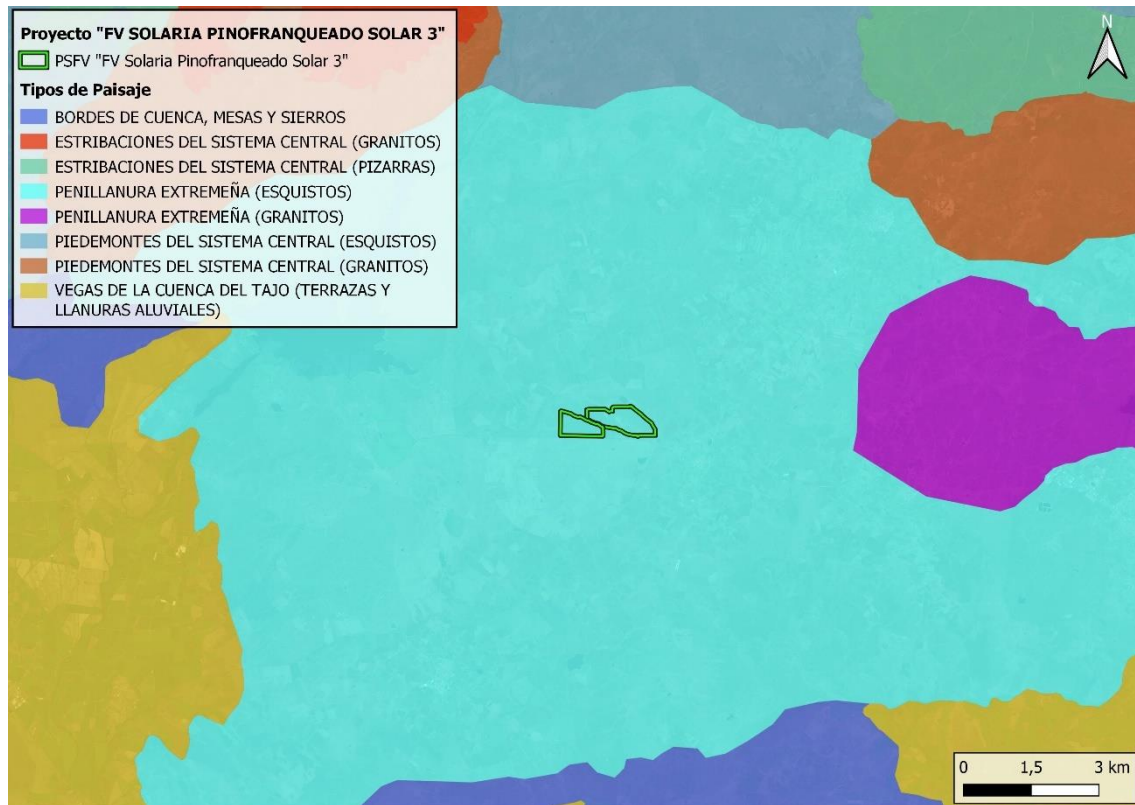 Proyecto "FV SOLARIA PINOFRANQUEADO SOLAR 3"
PSFV "FV Solaria Pinofranqueado Solar 3"
Tipos de Paisaje
BORDES DE CUENCA, MESAS Y SIERROS
ESTRIBACIONES DEL SISTEMA CENTRAL (GRANITOS)
ESTRIBACIONES DEL SISTEMA CENTRAL (PIZARRAS)
PENILLANURA EXTREMEÑA (ESQUISTOS)
PENILLANURA EXTREMEÑA (GRANITOS)
PIEDEMONTES DEL SISTEMA CENTRAL (ESQUISTOS)
PIEDEMONTES DEL SISTEMA CENTRAL (GRANITOS)
VEGAS DE LA CUENCA DEL TAJO (TERRAZAS Y
LLANURAS ALUVIALES)
N
0 1,5 3 km